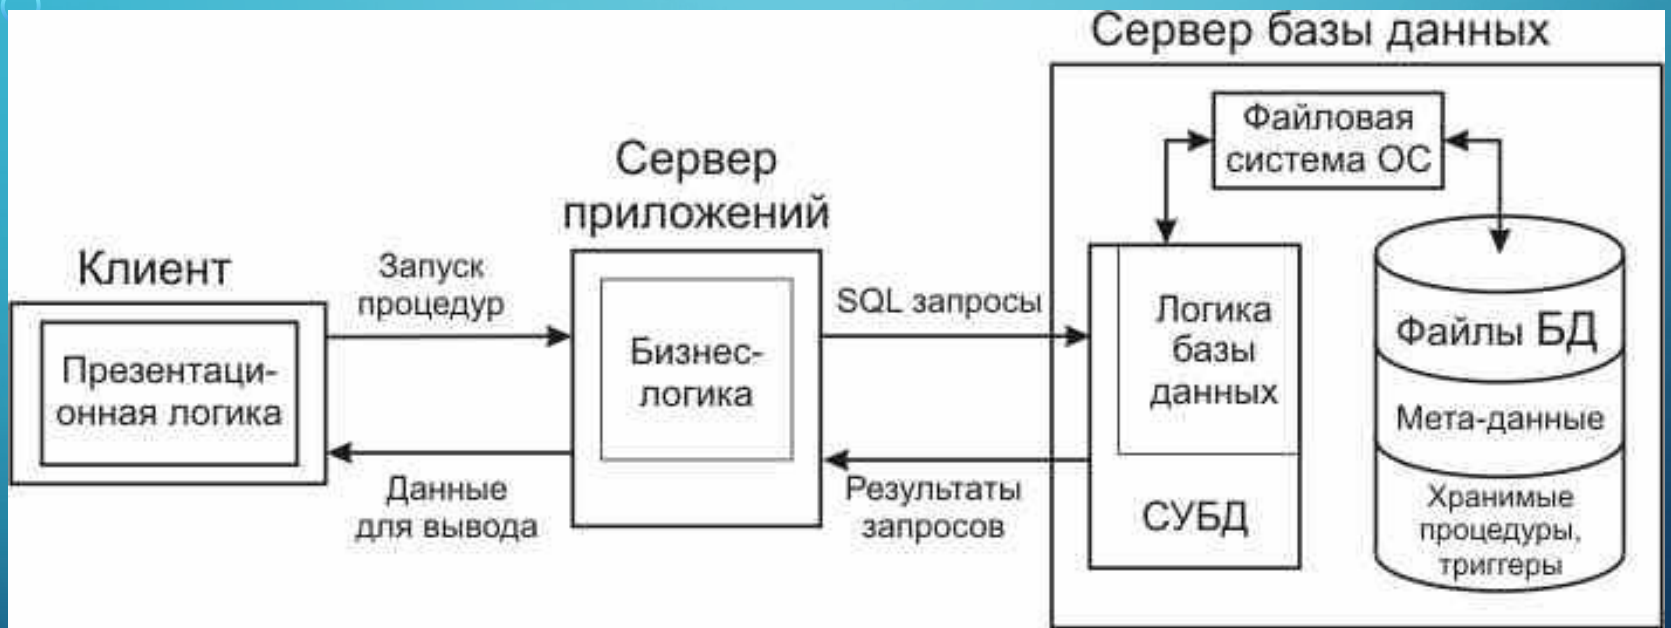 Сервер базы данных
Файловая
система ОС
Сервер
приложений
Клиент
Запуск
процедур
SQL запросы
Презентаци-
онная логика
Бизнес-
логика
Логика
базы
данных
СУБД
Файлы БД
Мета-данные
Хранимые
процедуры,
триггеры
Данные
для вывода
Результаты
запросов